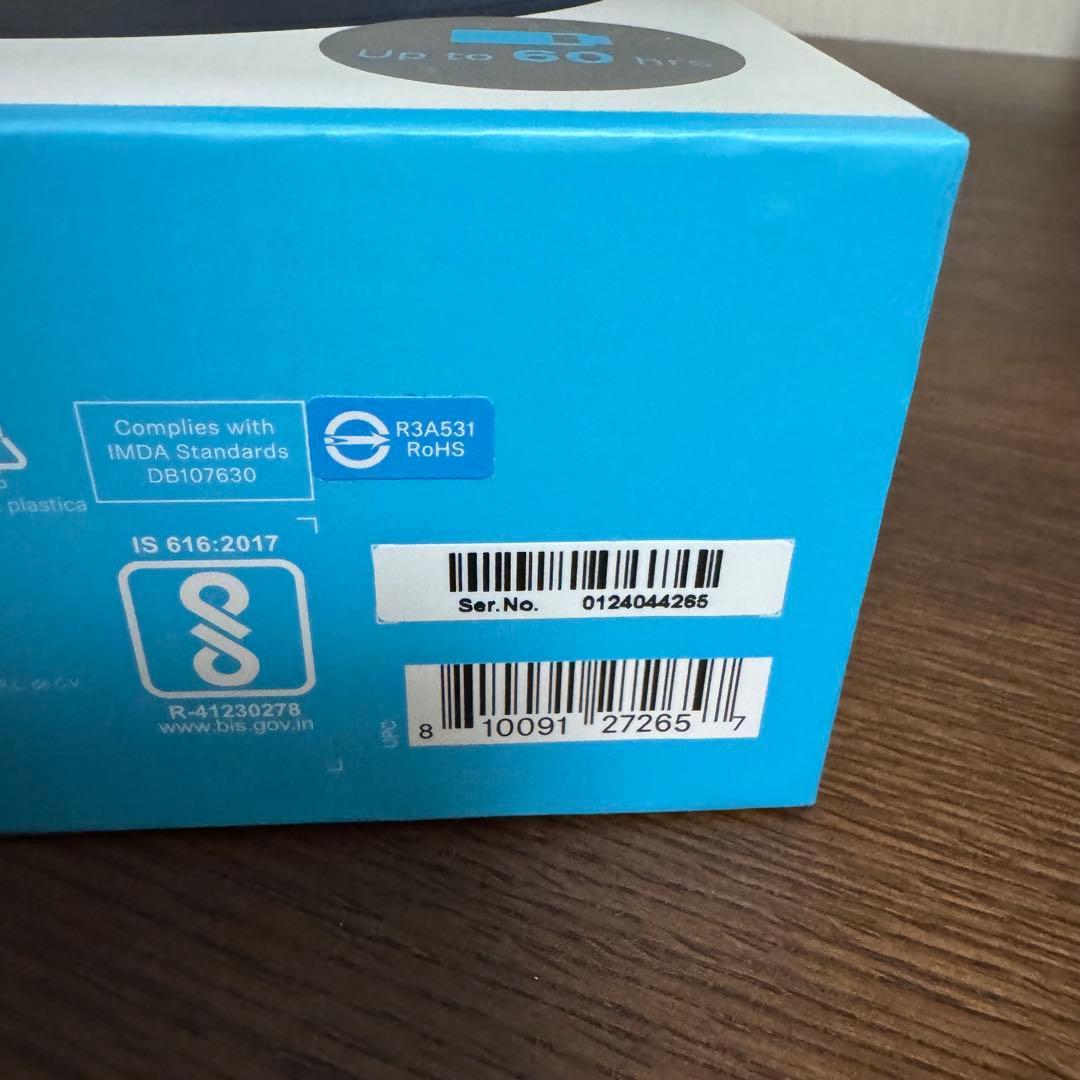 Up to 60 hrs
plastica
Complies with
IMDA Standards
DB107630
R3A531
RoHS
IS 616:2017
R-41230278
www.bis.gov.in
Ser.No. 0124044265
UPC
8 10091 27265 7